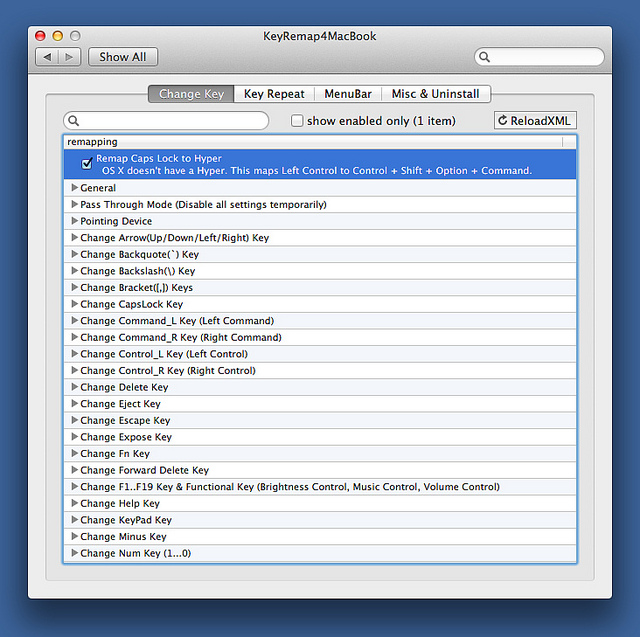 KeyRemap4MacBook
Show All
Change Key Key Repeat MenuBar Misc & Uninstall
show enabled only (1 item) ReloadXML
remapping
Remap Caps Lock to Hyper
OS X doesn't have a Hyper. This maps Left Control to Control + Shift + Option + Command.
General
Pass Through Mode (Disable all settings temporarily)
Pointing Device
Change Arrow(Up/Down/Left/Right) Key
Change Backquote(`) Key
Change Backslash(\) Key
Change Bracket([,]) Keys
Change CapsLock Key
Change Command_L Key (Left Command)
Change Command_R Key (Right Command)
Change Control_L Key (Left Control)
Change Control_R Key (Right Control)
Change Delete Key
Change Eject Key
Change Escape Key
Change Expose Key
Change Fn Key
Change Forward Delete Key
Change F1..F19 Key & Functional Key (Brightness Control, Music Control, Volume Control)
Change Help Key
Change KeyPad Key
Change Minus Key
Change Num Key (1...0)